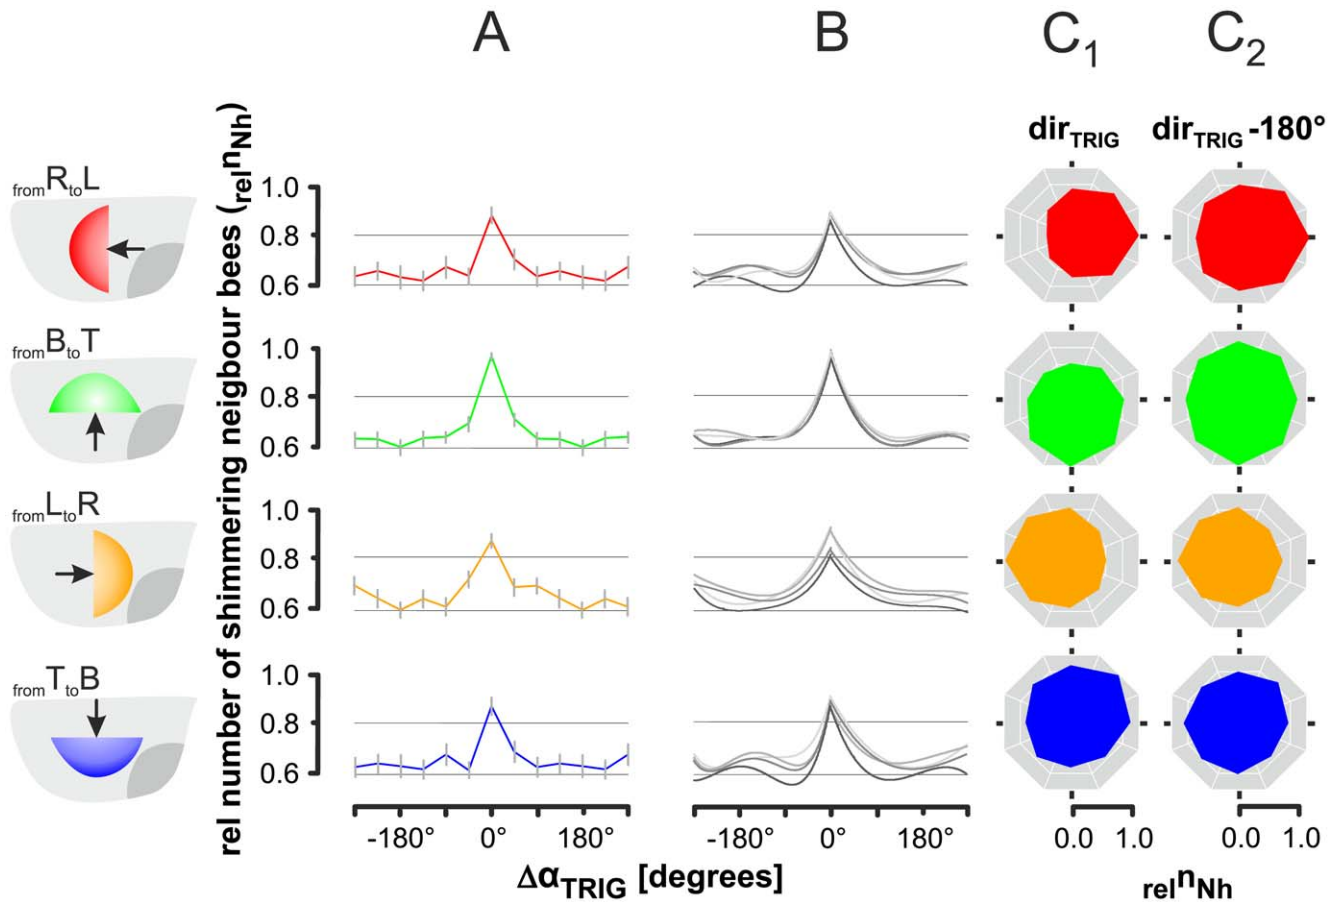 A B C1 C2
dirTRIG dirTRIG -180°
rel number of shimmering neigbour bees (relnNh)
fromRtoL
1.0
0.8
0.6
fromBtoT
1.0
0.8
0.6
fromLtoR
1.0
0.8
0.6
fromTtoB
1.0
0.8
0.6
-180° 0° 180° -180° 0° 180° 0.0 1.0 0.0 1.0
ΔαTRIG [degrees] relnNh